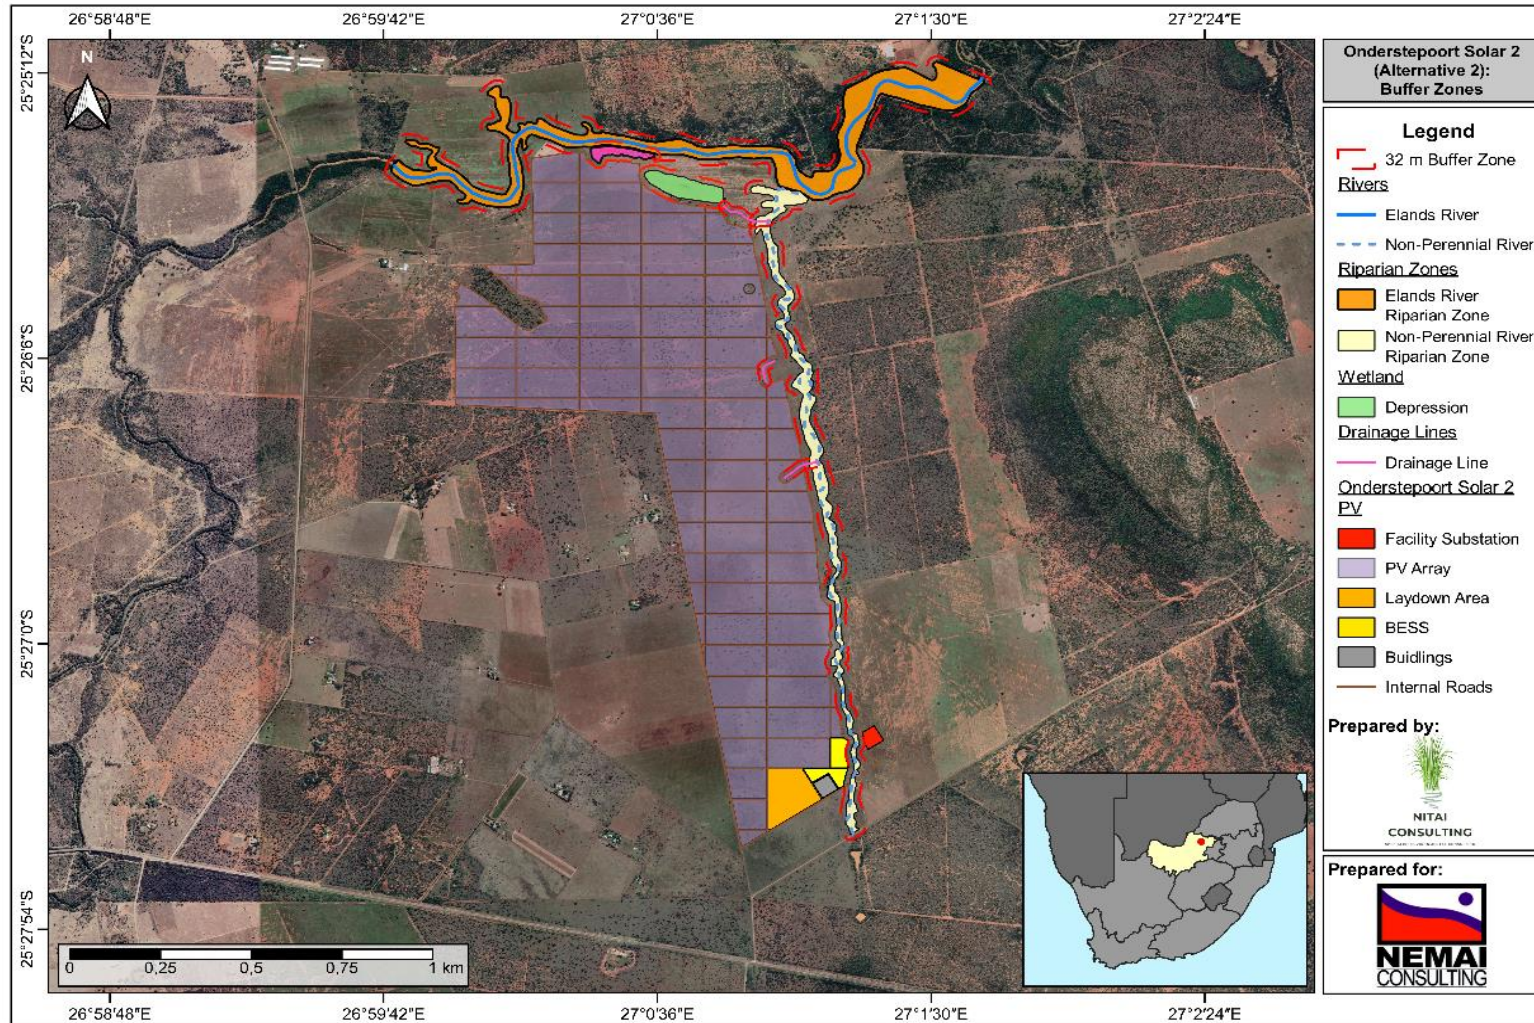 26°58'48"E
26°59'42"E
27°0'36"E
27°1'30"E
27°2'24"E
25°25'12"S
25°26'6"S
25°27'0"S
25°27'54"S
N
0
0,25
0,5
0,75
1 km
26°58'48"E
26°59'42"E
27°0'36"E
27°1'30"E
27°2'24"E
Onderstepoort Solar 2
(Alternative 2):
Buffer Zones
Legend
32 m Buffer Zone
Rivers
Elands River
Non-Perennial River
Riparian Zones
Elands River
Riparian Zone
Non-Perennial River
Riparian Zone
Wetland
Depression
Drainage Lines
Drainage Line
Onderstepoort Solar 2
PV
Facility Substation
PV Array
Laydown Area
BESS
Buidlings
Internal Roads
Prepared by:
NITAI
CONSULTING
Prepared for:
NEMAI
CONSULTING